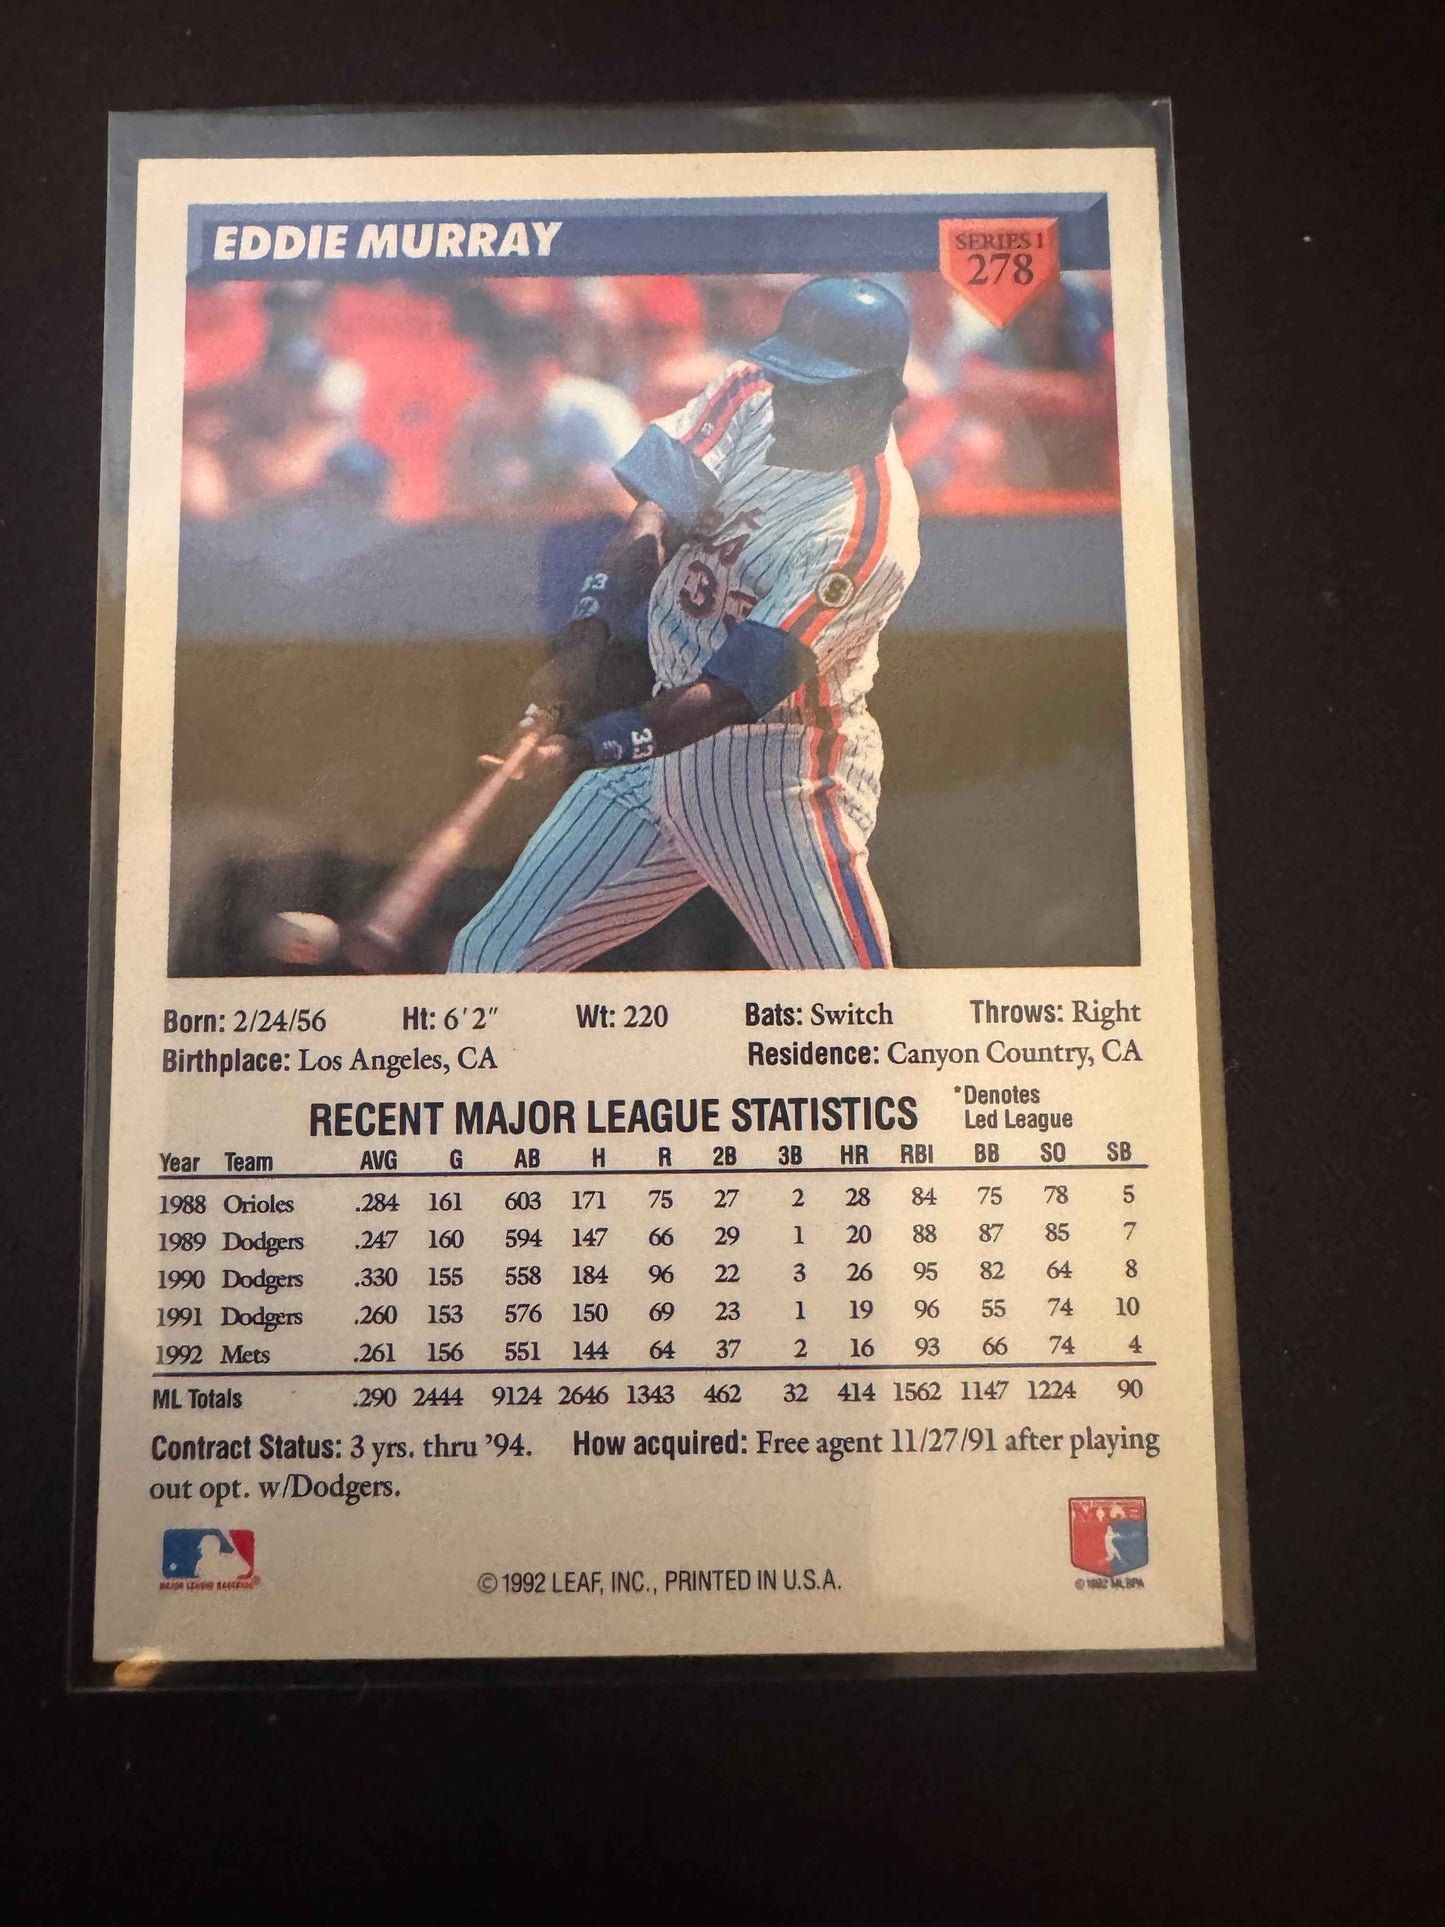 EDDIE MURRAY
SERIES 1
278
33
33
Born: 2/24/56 Ht: 6'2" Wt: 220 Bats: Switch Throws: Right
Birthplace: Los Angeles, CA Residence: Canyon Country, CA
RECENT MAJOR LEAGUE STATISTICS
*Denotes
Led League
Year Team AVG G AB H R 2B 3B HR RBI BB SO SB
1988 Orioles .284 161 603 171 75 27 2 28 84 75 78 5
1989 Dodgers .247 160 594 147 66 29 1 20 88 87 85 7
1990 Dodgers .330 155 558 184 96 22 3 26 95 82 64 8
1991 Dodgers .260 153 576 150 69 23 1 19 96 55 74 10
1992 Mets .261 156 551 144 64 37 2 16 93 66 74 4
ML Totals .290 2444 9124 2646 1343 462 32 414 1562 1147 1224 90
Contract Status: 3 yrs. thru '94. How acquired: Free agent 11/27/91 after playing
out opt. w/Dodgers.
MAJOR LEAGUE BASEBALL
©1992 LEAF, INC., PRINTED IN U.S.A.
© 1992 MLBPA